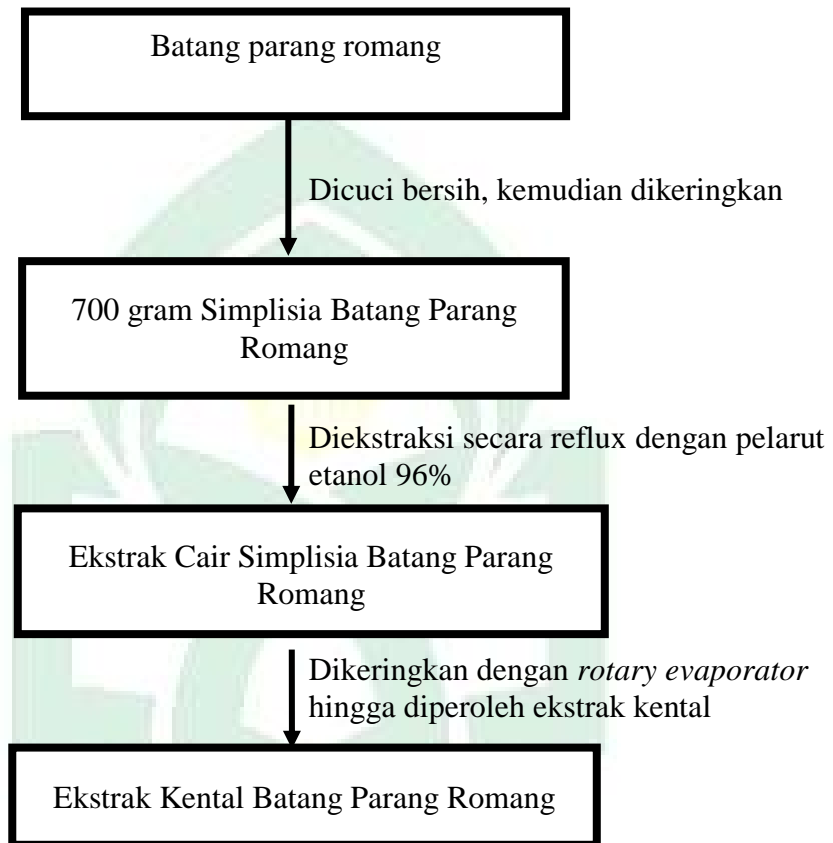 Batang parang romang
Dicuci bersih, kemudian dikeringkan
700 gram Simplisia Batang Parang
Romang
Diekstraksi secara reflux dengan pelarut
etanol 96%
Ekstrak Cair Simplisia Batang Parang
Romang
Dikeringkan dengan rotary evaporator
hingga diperoleh ekstrak kental
Ekstrak Kental Batang Parang Romang